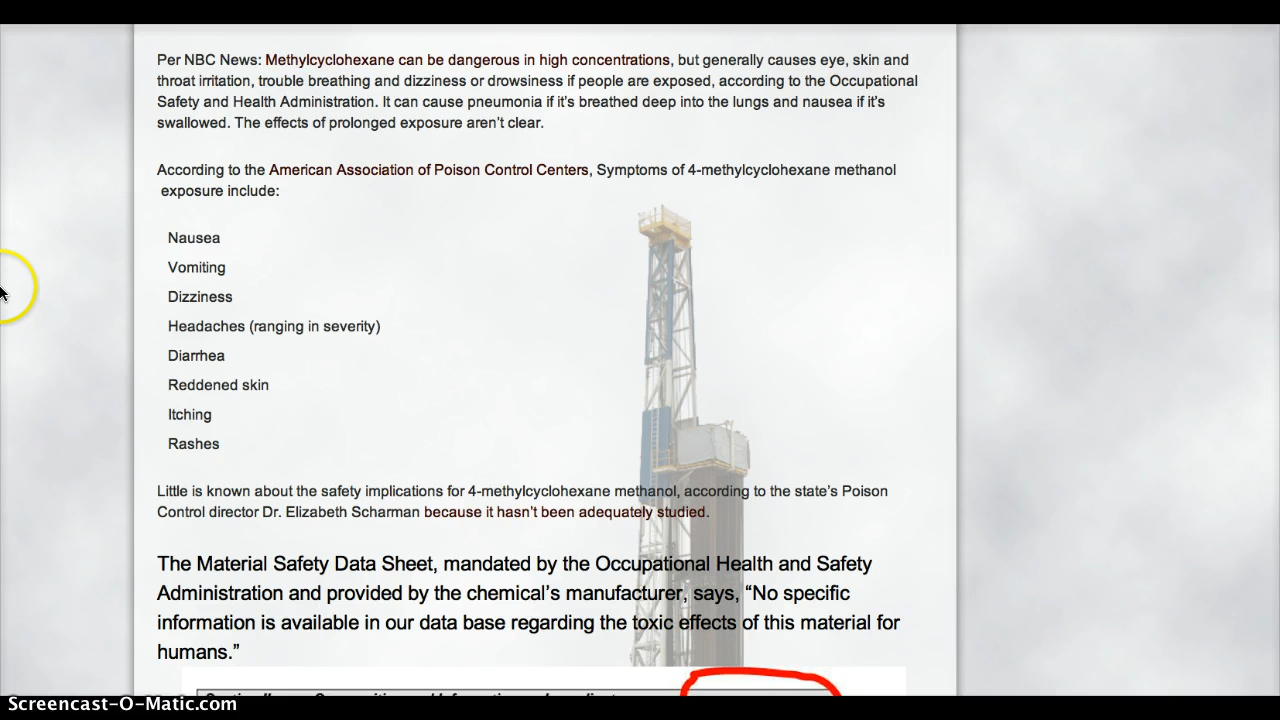 Per NBC News: Methylcyclohexane can be dangerous in high concentrations, but generally causes eye, skin and
throat irritation, trouble breathing and dizziness or drowsiness if people are exposed, according to the Occupational
Safety and Health Administration. It can cause pneumonia if it's breathed deep into the lungs and nausea if it's
swallowed. The effects of prolonged exposure aren't clear.
According to the American Association of Poison Control Centers, Symptoms of 4-methylcyclohexane methanol
exposure include:
Nausea
Vomiting
Dizziness
Headaches (ranging in severity)
Diarrhea
Reddened skin
Itching
Rashes
Little is known about the safety implications for 4-methylcyclohexane methanol, according to the state's Poison
Control director Dr. Elizabeth Scharman because it hasn't been adequately studied.
The Material Safety Data Sheet, mandated by the Occupational Health and Safety
Administration and provided by the chemical's manufacturer, says, “No specific
information is available in our data base regarding the toxic effects of this material for
humans.”
Screencast-O-Matic.com